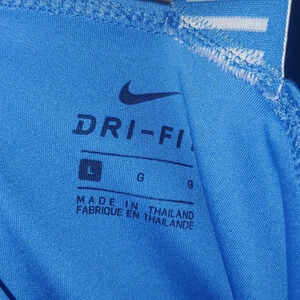 DRI-FI
L G G
MADE IN THAILAND
FABRIQUE EN THAILANDE